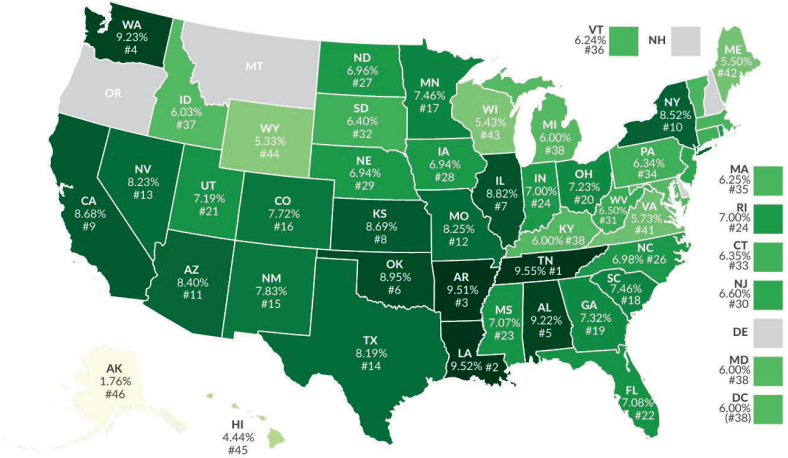 WA
9.23%
#4
MT
OR
ID
6.03%
#37
WY
5.33%
#44
ND
6.96%
#27
SD
6.40%
#32
NE
6.94%
#29
MN
7.46%
#17
IA
6.94%
#28
WI
5.43%
#43
MI
6.00%
#38
VT
6.24%
#36
NH
ME
5.50%
#42
NY
8.52%
#10
PA
6.34%
#34
CA
8.68%
#9
NV
8.23%
#13
UT
7.19%
#21
CO
7.72%
#16
KS
8.69%
#8
MO
8.25%
#12
IL
8.82%
#7
IN
7.00%
#24
OH
7.23%
#20
WV
6.50%
#31
VA
5.73%
#41
KY
6.00% #38
MA
6.25%
#35
RI
7.00%
#24
CT
6.35%
#33
NJ
6.60%
#30
DE
MD
6.00%
#38
DC
6.00%
(#38)
AZ
8.40%
#11
NM
7.83%
#15
OK
8.95%
#6
AR
9.51%
#3
TN
9.55% #1
NC
6.98% #26
SC
7.46%
#18
MS
7.07%
#23
AL
9.22%
#5
GA
7.32%
#19
TX
8.19%
#14
LA
9.52% #2
FL
7.08%
#22
AK
1.76%
#46
HI
4.44%
#45